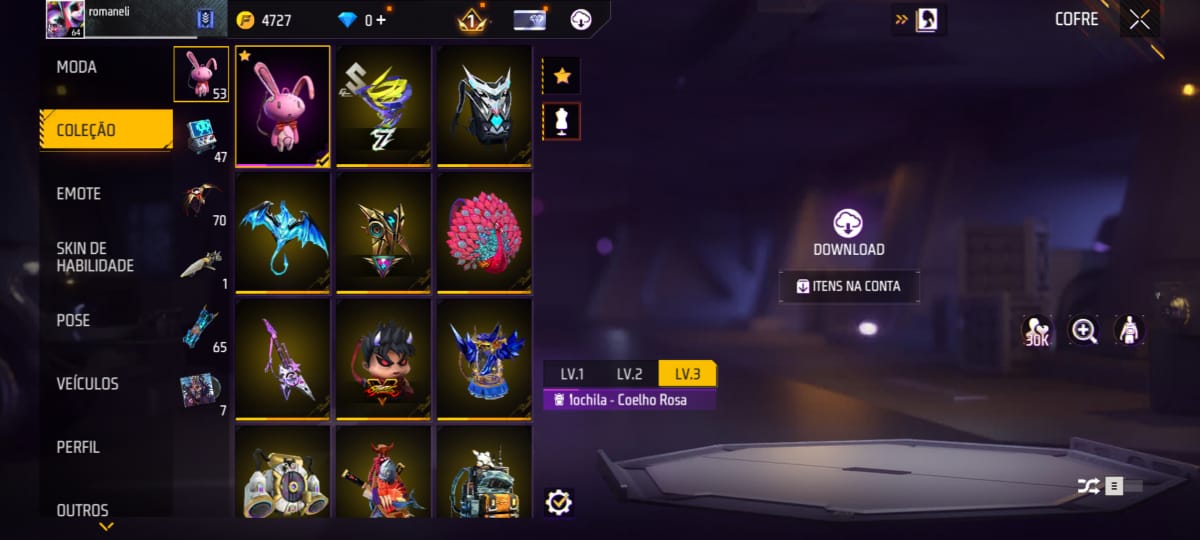 romaneli
64
4727
0+
1
COFRE
MODA
COLEÇÃO
EMOTE
SKIN DE
HABILIDADE
POSE
VEÍCULOS
PERFIL
OUTROS
53
47
70
1
65
7
DOWNLOAD
ITENS NA CONTA
30K
LV.1
LV.2
LV.3
Mochila - Coelho Rosa